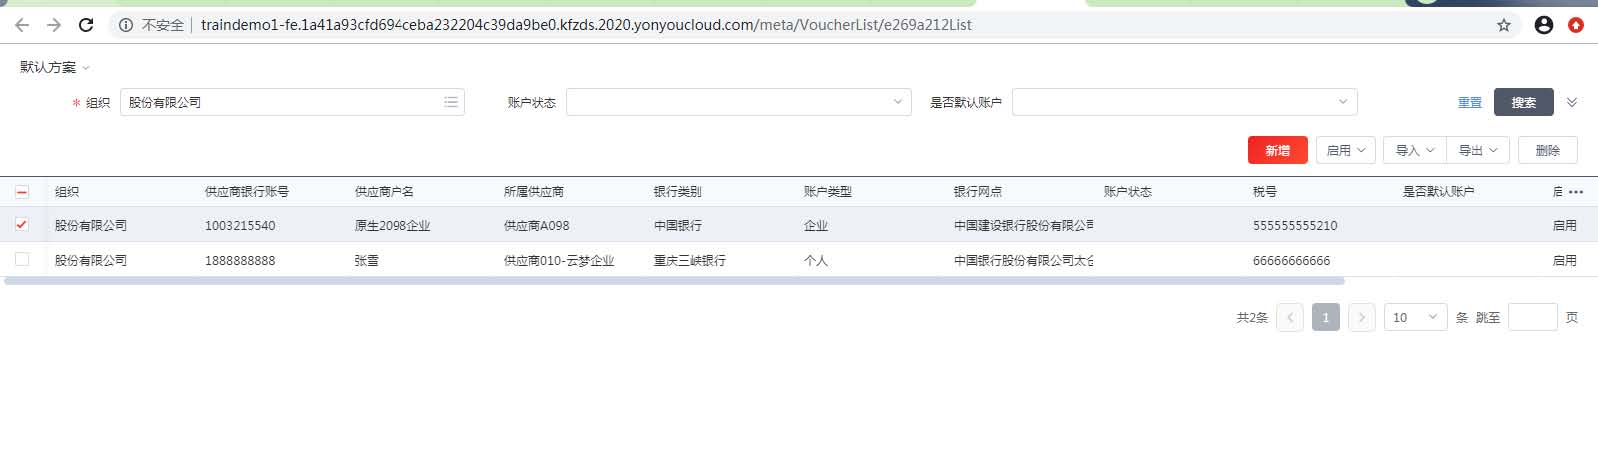 不安全 traindemo1-fe.1a41a93cfd694ceba232204c39da9be0.kfzds.2020.yonyoucloud.com/meta/VoucherList/e269a212List
默认方案
* 组织 股份有限公司 账户状态 是否默认账户 重置 搜索
新增 启用 导入 导出 删除
组织 供应商银行账号 供应商户名 所属供应商 银行类别 账户类型 银行网点 账户状态 税号 是否默认账户
股份有限公司 1003215540 原生2098企业 供应商A098 中国银行 企业 中国建设银行股份有限公司 555555555210 启用
股份有限公司 1888888888 张雪 供应商010-云梦企业 重庆三峡银行 个人 中国银行股份有限公司太 66666666666 启用
共2条 1 10 条 跳至 页